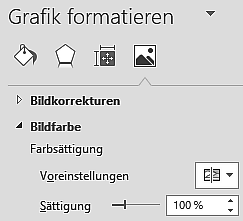 Grafik formatieren
Bildkorrekturen
Bildfarbe
Farbsättigung
Voreinstellungen
Sättigung 100 %